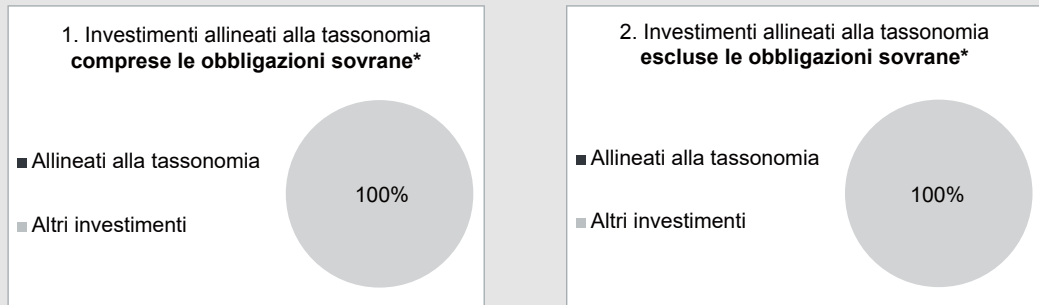 1. Investimenti allineati alla tassonomia
comprese le obbligazioni sovrane*
Allineati alla tassonomia
Altri investimenti
100%
2. Investimenti allineati alla tassonomia
escluse le obbligazioni sovrane*
Allineati alla tassonomia
Altri investimenti
100%